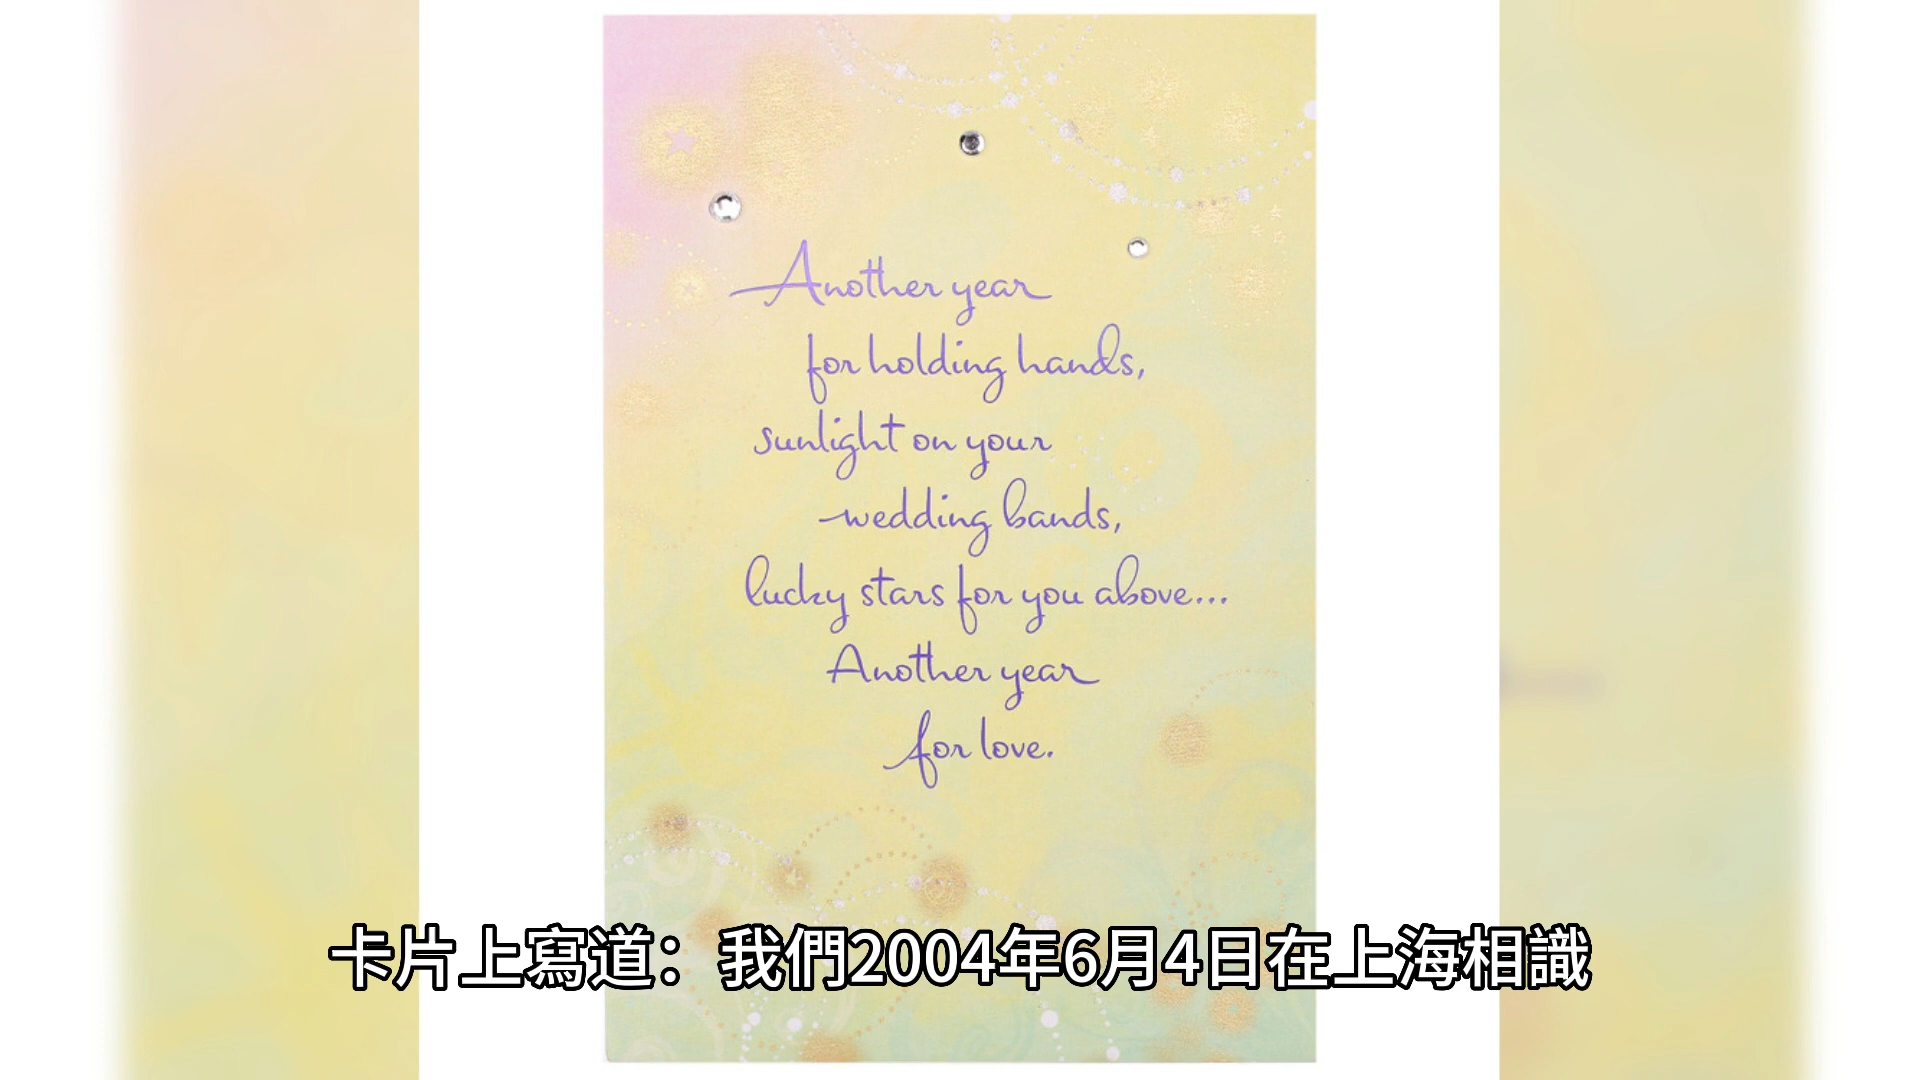 Another year
for holding hands,
sunlight on your
wedding bands,
lucky stars for you above...
Another year
for love.
卡片上寫道：我們2004年6月4日在上海相識